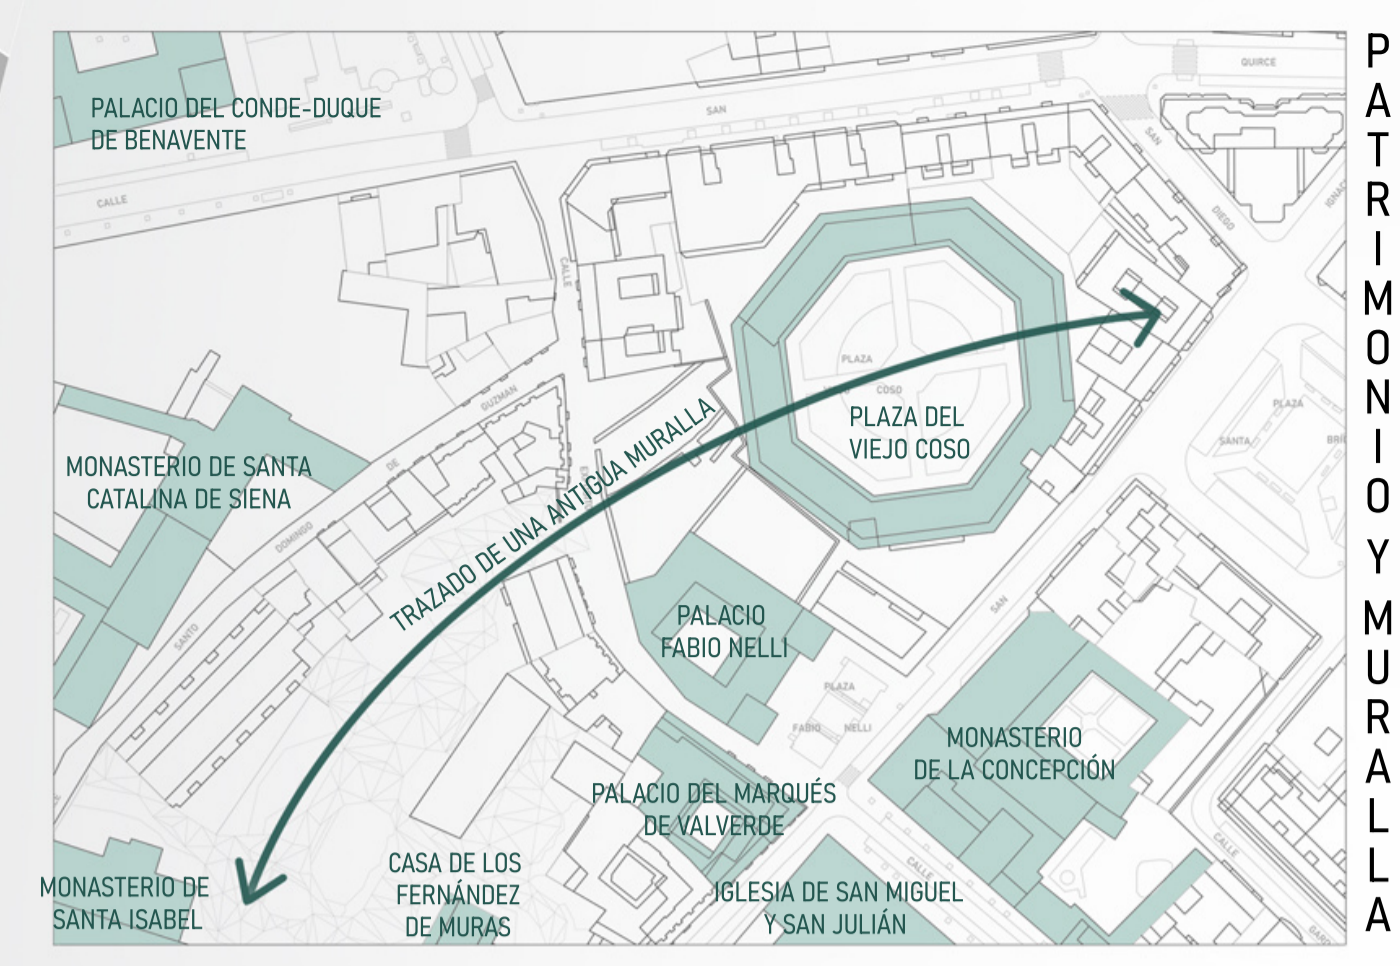 PALACIO DEL CONDE-DUQUE
DE BENAVENTE
QUIRCE
SAN
SAN
CALLE
DIEGO
CALLE
PLAZA
COSO
PLAZA DEL
VIEJO COSO
PLAZA
SANTA
GUZMAN
DE
DOMINGO
SANTO
MONASTERIO DE SANTA
CATALINA DE SIENA
TRAZADO DE UNA ANTIGUA MURALLA
SAN
PALACIO
FABIO NELLI
PLAZA
FABIO NELLI
MONASTERIO
DE LA CONCEPCIÓN
PALACIO DEL MARQUÉS
DE VALVERDE
CALLE
CALLE
CASA DE LOS
FERNÁNDEZ
DE MURAS
MONASTERIO DE
SANTA ISABEL
IGLESIA DE SAN MIGUEL
Y SAN JULIÁN
PATRIMONIO Y MURALLA